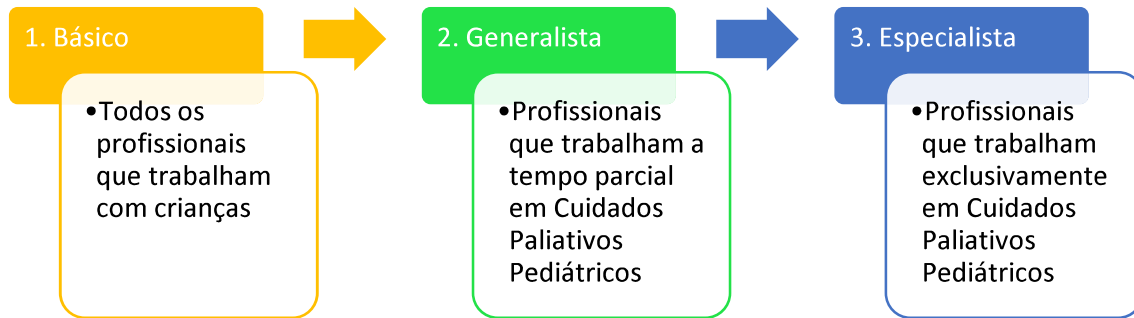 1. Básico
•Todos os
profissionais
que trabalham
com crianças
2. Generalista
•Profissionais
que trabalham a
tempo parcial
em Cuidados
Paliativos
Pediátricos
3. Especialista
•Profissionais
que trabalham
exclusivamente
em Cuidados
Paliativos
Pediátricos